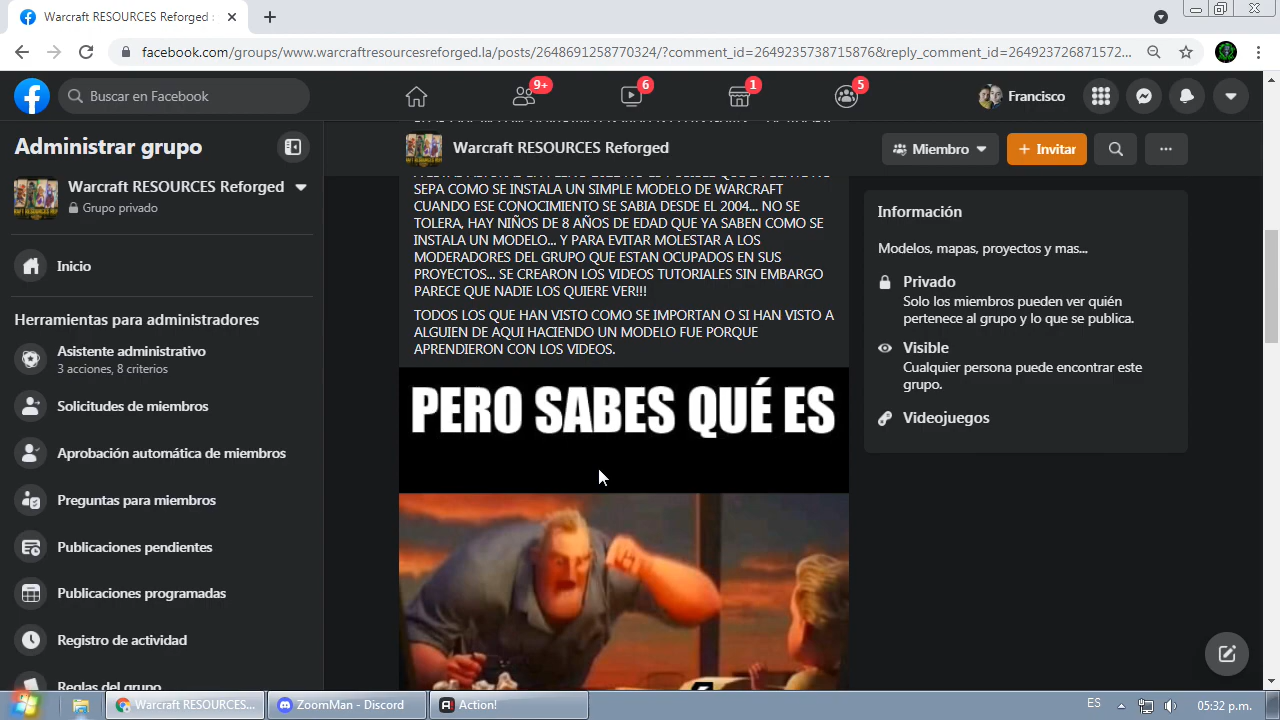 Warcraft RESOURCES Reforged
facebook.com/groups/www.warcraftresourcesreforged.la/posts/2648691258770324/?comment_id=2649235738715876&reply_comment_id=264923726871572...
Buscar en Facebook
9+
6
1
5
Francisco
Administrar grupo
Warcraft RESOURCES Reforged
Miembro
+ Invitar
Warcraft RESOURCES Reforged
Grupo privado
Inicio
Herramientas para administradores
Asistente administrativo
3 acciones, 8 criterios
Solicitudes de miembros
Aprobación automática de miembros
Preguntas para miembros
Publicaciones pendientes
Publicaciones programadas
Registro de actividad
Reglas del grupo
SEPA COMO SE INSTALA UN SIMPLE MODELO DE WARCRAFT
CUANDO ESE CONOCIMIENTO SE SABIA DESDE EL 2004... NO SE
TOLERA, HAY NIÑOS DE 8 AÑOS DE EDAD QUE YA SABEN COMO SE
INSTALA UN MODELO... Y PARA EVITAR MOLESTAR A LOS
MODERADORES DEL GRUPO QUE ESTAN OCUPADOS EN SUS
PROYECTOS... SE CREARON LOS VIDEOS TUTORIALES SIN EMBARGO
PARECE QUE NADIE LOS QUIERE VER!!!
TODOS LOS QUE HAN VISTO COMO SE IMPORTAN O SI HAN VISTO A
ALGUIEN DE AQUI HACIENDO UN MODELO FUE PORQUE
APRENDIERON CON LOS VIDEOS.
PERO SABES QUÉ ES
Información
Modelos, mapas, proyectos y mas...
Privado
Solo los miembros pueden ver quién
pertenece al grupo y lo que se publica.
Visible
Cualquier persona puede encontrar este
grupo.
Videojuegos
Warcraft RESOURCES...
ZoomMan - Discord
Action!
ES
05:32 p.m.